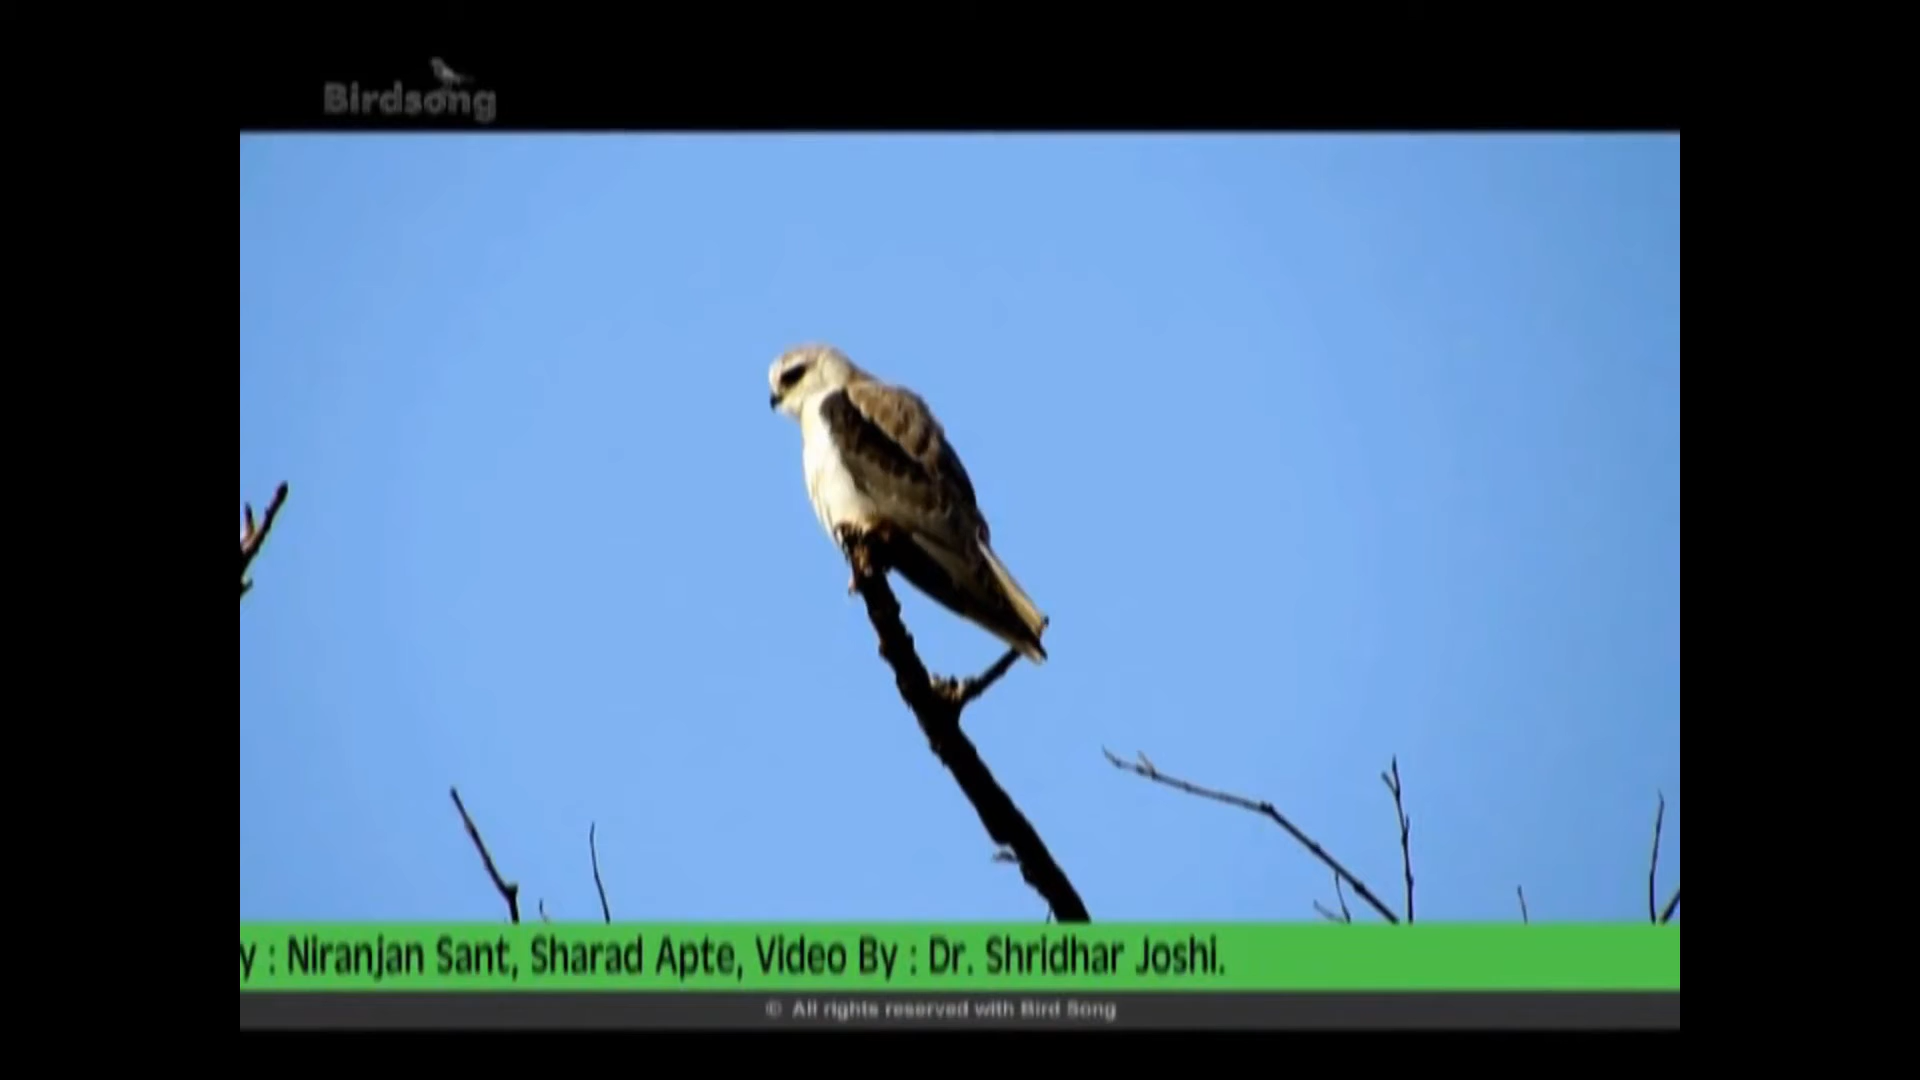 Birdsong
y : Niranjan Sant, Sharad Apte, Video By : Dr. Shridhar Joshi.
© All rights reserved with Bird Song